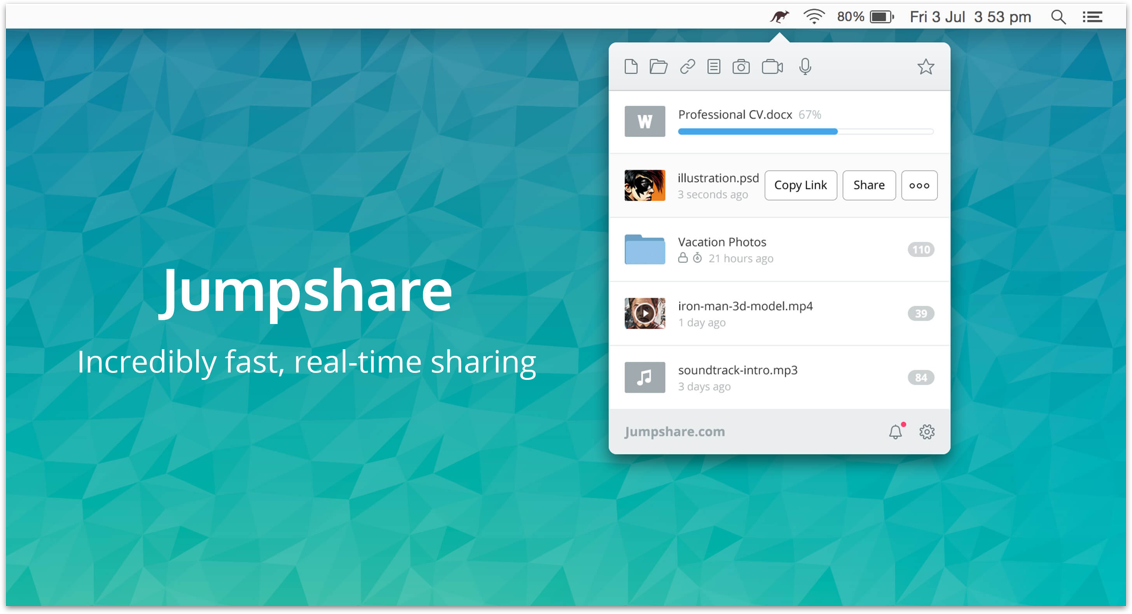 80% Fri 3 Jul 3 53 pm
Professional CV.docx 67%
W
illustration.psd
3 seconds ago
Copy Link
Share
Vacation Photos
21 hours ago
110
iron-man-3d-model.mp4
1 day ago
39
soundtrack-intro.mp3
3 days ago
84
Jumpshare.com
Jumpshare
Incredibly fast, real-time sharing